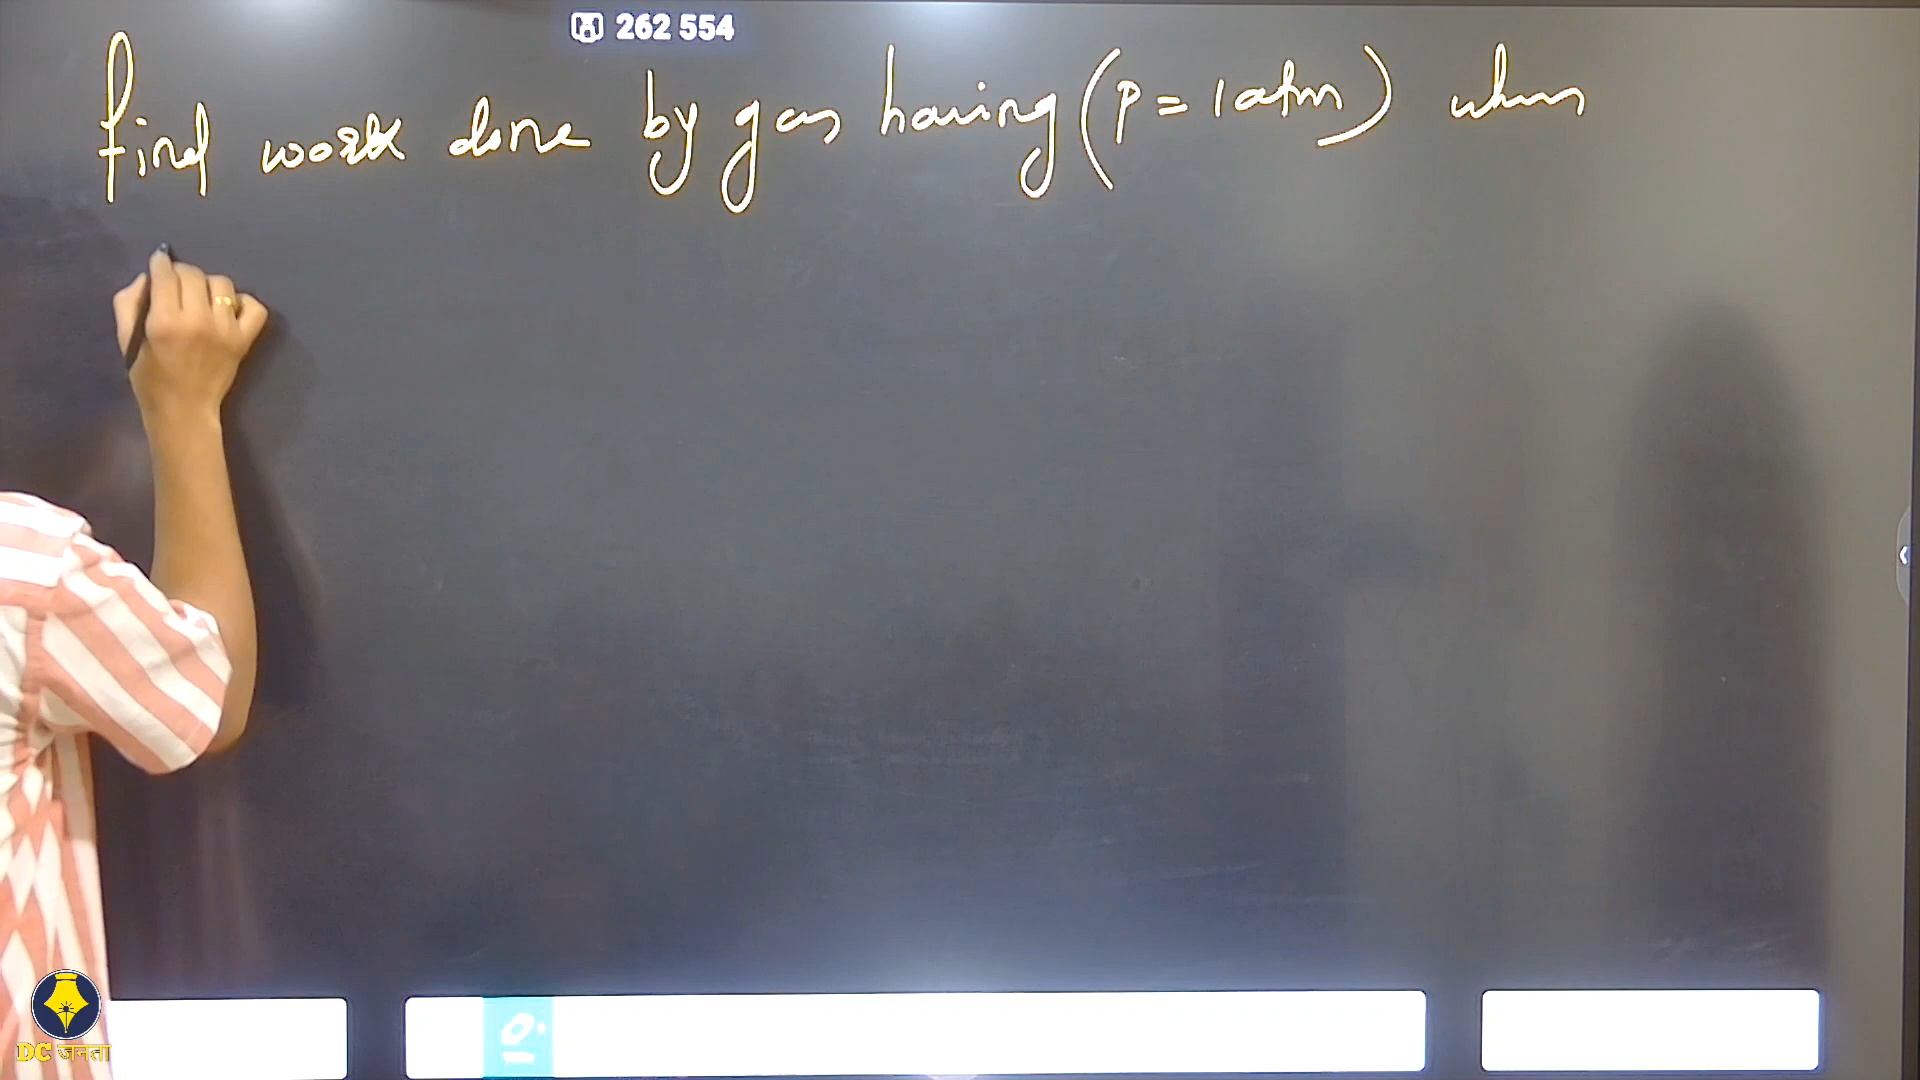 262 554
find work done by gas having (P = 1 atm) when
DC जनता